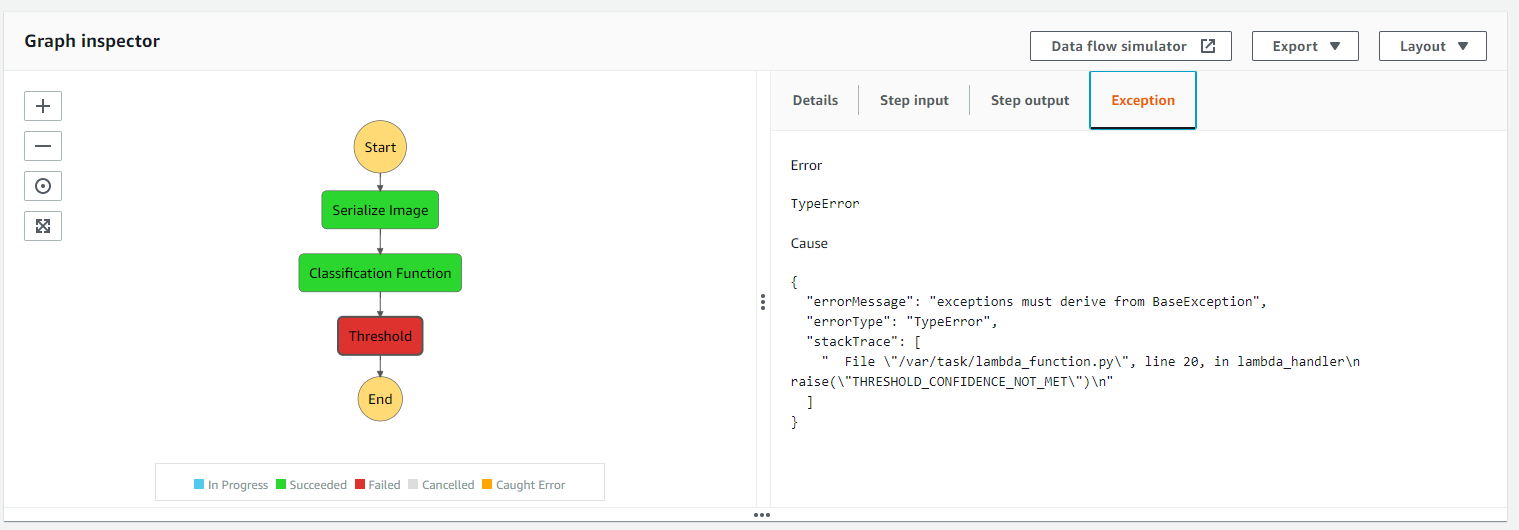 Graph inspector
Data flow simulator
Export
Layout
Start
Serialize Image
Classification Function
Threshold
End
In Progress
Succeeded
Failed
Cancelled
Caught Error
Details
Step input
Step output
Exception
Error
TypeError
Cause
{
"errorMessage": "exceptions must derive from BaseException",
"errorType": "TypeError",
"stackTrace": [
"  File \"/var/task/lambda_function.py\", line 20, in lambda_handler\n
raise(\"THRESHOLD_CONFIDENCE_NOT_MET\")\n"
]
}